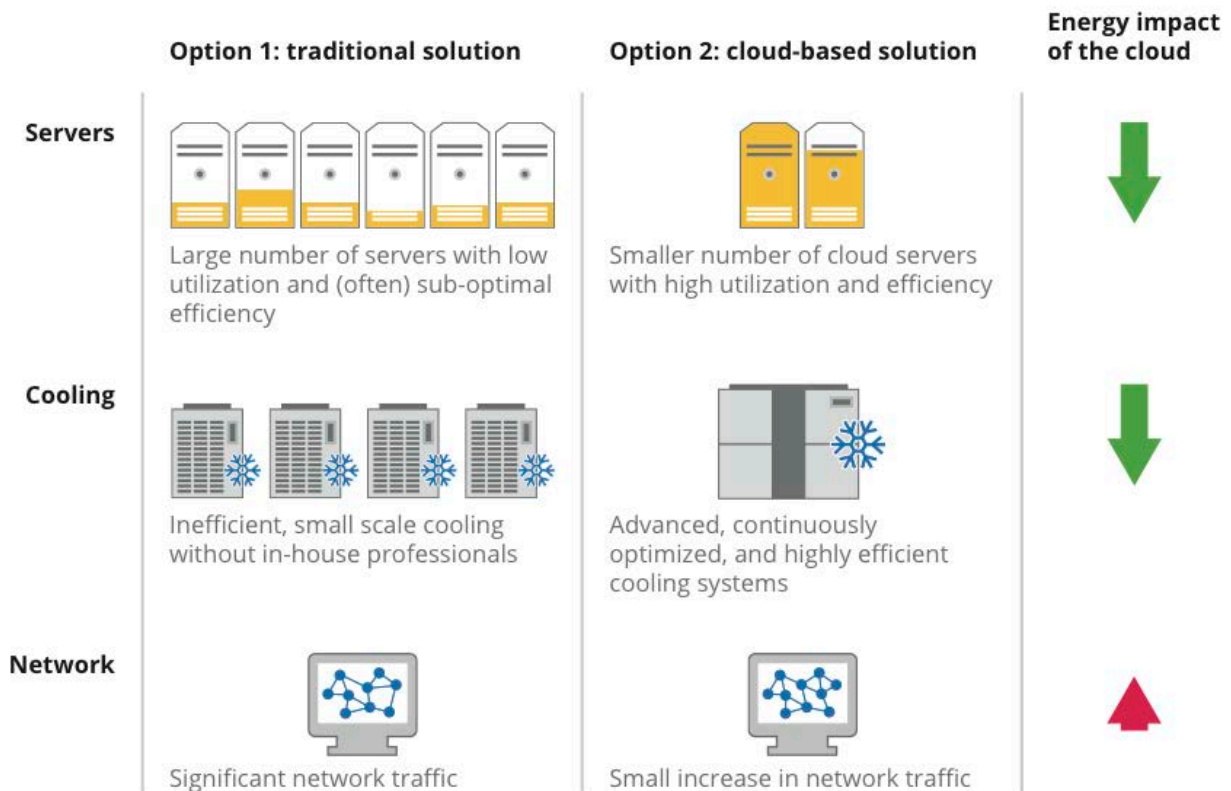 Option 1: traditional solution
Option 2: cloud-based solution
Energy impact
of the cloud
Servers
Large number of servers with low
utilization and (often) sub-optimal
efficiency
Smaller number of cloud servers
with high utilization and efficiency
Cooling
Inefficient, small scale cooling
without in-house professionals
Advanced, continuously
optimized, and highly efficient
cooling systems
Network
Significant network traffic
Small increase in network traffic